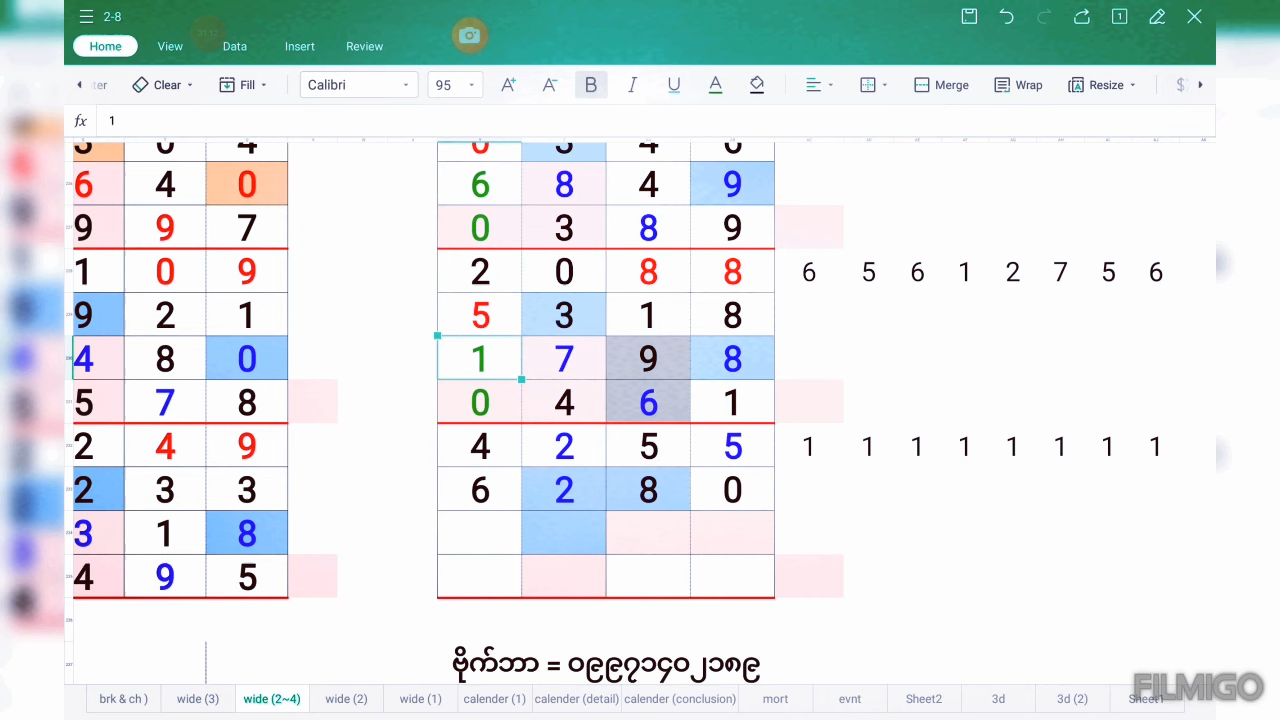 2-8
Home View Data Insert Review
ter Clear Fill Calibri 95 A+ A- B I U A Merge Wrap Resize $
fx 1
6 4 0 6 8 4 9
9 9 7 0 3 8 9
1 0 9 2 0 8 8 6 5 6 1 2 7 5 6
9 2 1 5 3 1 8
4 8 0 1 7 9 8
5 7 8 0 4 6 1
2 4 9 4 2 5 5 1 1 1 1 1 1 1 1
2 3 3 6 2 8 0
3 1 8
4 9 5
ဗိုက်ဘာ = ၀၉၉၇၁၄၀၂၁၈၉
brk & ch ) wide (3) wide (2~4) wide (2) wide (1) calender (1) calender (detail) calender (conclusion) mort evnt Sheet2 3d 3d (2) Sheet1
FILMIGO